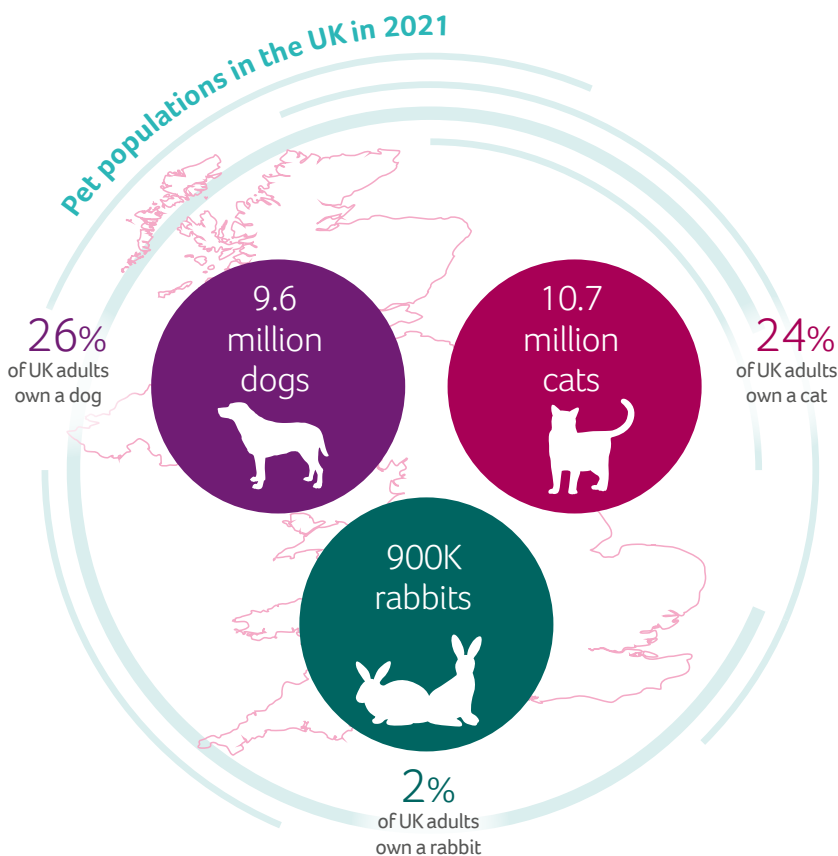 Pet populations in the UK in 2021
9.6
million
dogs
10.7
million
cats
26%
of UK adults
own a dog
24%
of UK adults
own a cat
900K
rabbits
2%
of UK adults
own a rabbit